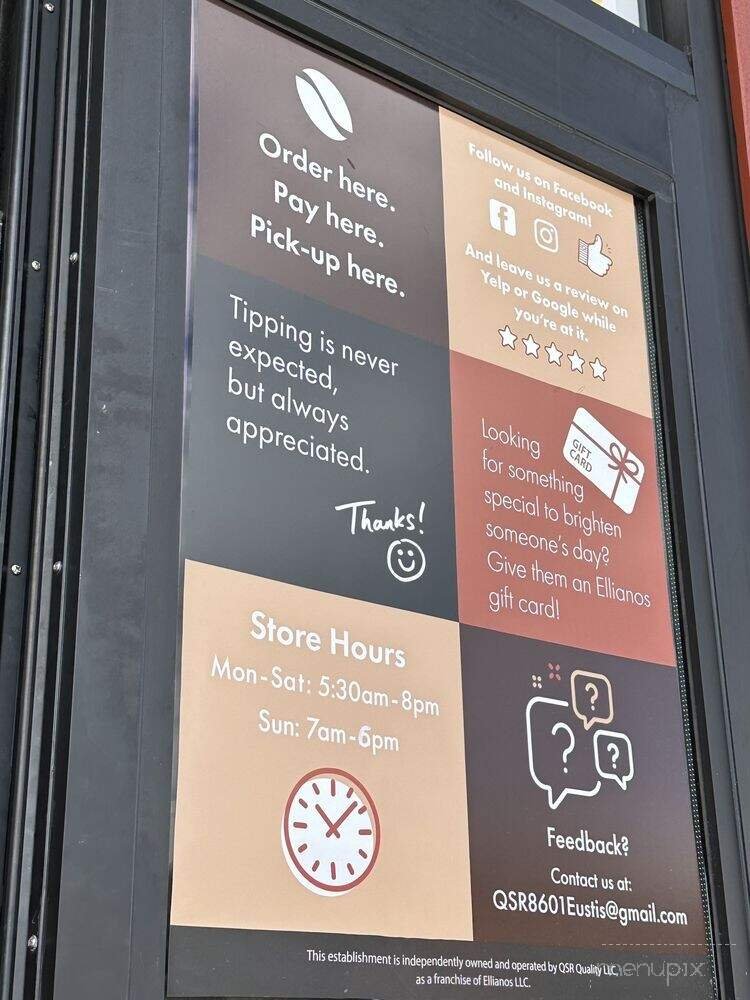 Order here.
Pay here.
Pick-up here.
Follow us on Facebook
and Instagram!
And leave us a review on
Yelp or Google while
you're at it.
Tipping is never
expected,
but always
appreciated.
Thanks!
Looking
for something
special to brighten
someone's day?
Give them an Ellianos
gift card!
GIFT
CARD
Store Hours
Mon-Sat: 5:30am-8pm
Sun: 7am-6pm
?
?
?
Feedback?
Contact us at:
QSR8601Eustis@gmail.com
This establishment is independently owned and operated by QSR Quality LLC,
as a franchise of Ellianos LLC.
menupix